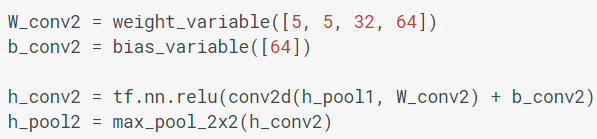 W_conv2 = weight_variable([5, 5, 32, 64])
b_conv2 = bias_variable([64])
h_conv2 = tf.nn.relu(conv2d(h_pool1, W_conv2) + b_conv2)
h_pool2 = max_pool_2x2(h_conv2)